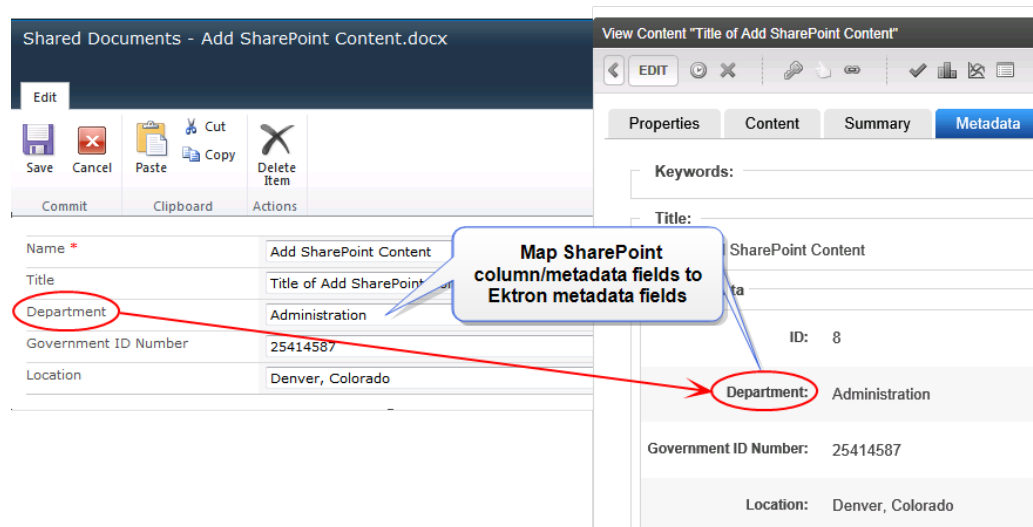 Shared Documents - Add SharePoint Content.docx
Edit
Save
Cancel
Paste
Cut
Copy
Delete
Item
Commit
Clipboard
Actions
Name *
Add SharePoint Content
Title
Title of Add SharePoint
Department
Administration
Government ID Number
25414587
Location
Denver, Colorado
Map SharePoint
column/metadata fields to
Ektron metadata fields
View Content "Title of Add SharePoint Content"
EDIT
Properties
Content
Summary
Metadata
Keywords:
Title:
SharePoint Content
ID:
8
Department:
Administration
Government ID Number:
25414587
Location:
Denver, Colorado